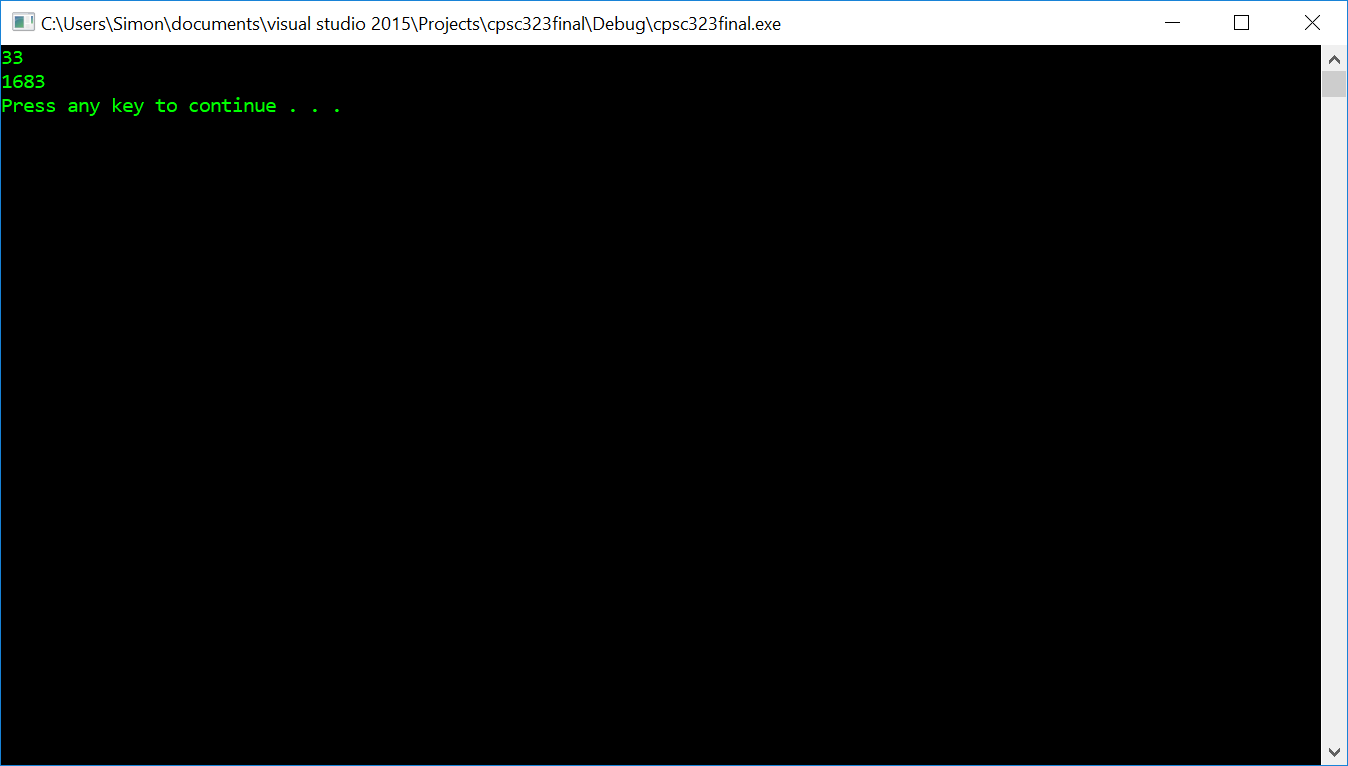 C:\Users\Simon\documents\visual studio 2015\Projects\cpsc323final\Debug\cpsc323final.exe
33
1683
Press any key to continue . . .